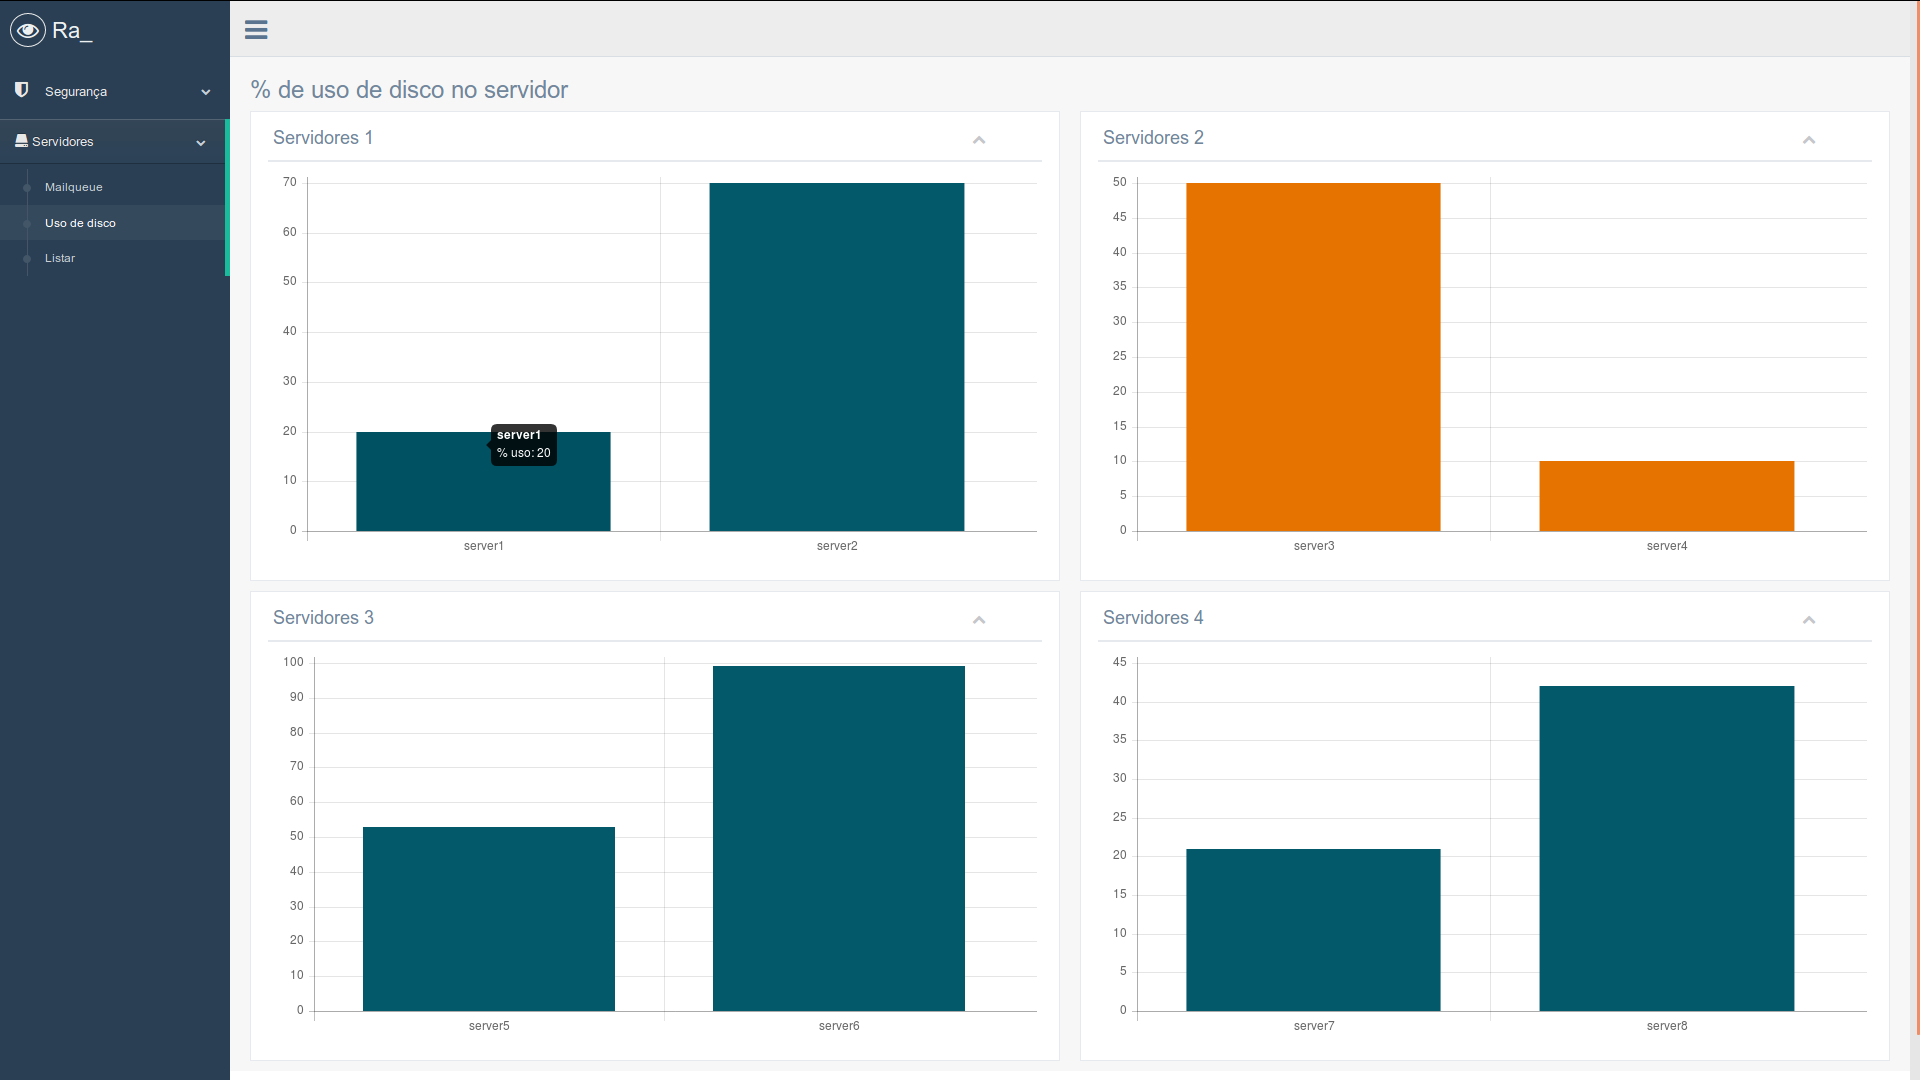 Ra_
Segurança
Servidores
Mailqueue
Uso de disco
Listar
% de uso de disco no servidor
Servidores 1
70
60
50
40
30
20
10
0
server1
% uso: 20
server1 server2
Servidores 2
50
45
40
35
30
25
20
15
10
5
0
server3 server4
Servidores 3
100
90
80
70
60
50
40
30
20
10
0
server5 server6
Servidores 4
45
40
35
30
25
20
15
10
5
0
server7 server8